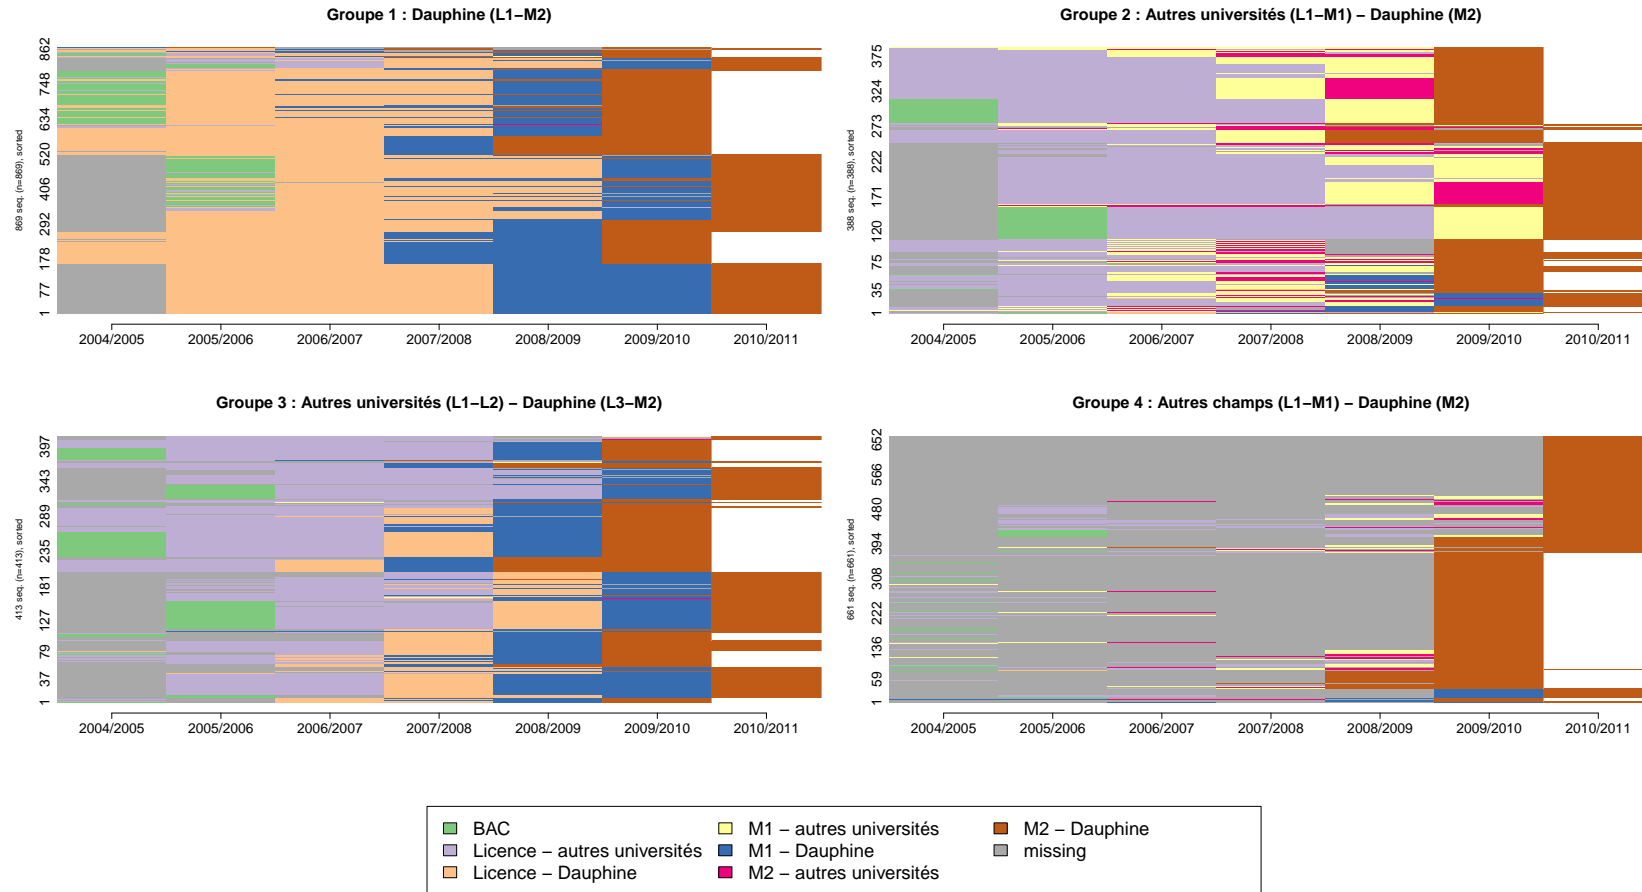 Groupe 1 : Dauphine (L1−M2)
869 seq. (n=869), sorted
1 77 178 292 406 520 634 748 862
2004/2005 2005/2006 2006/2007 2007/2008 2008/2009 2009/2010 2010/2011
Groupe 2 : Autres universités (L1−M1) − Dauphine (M2)
388 seq. (n=388), sorted
1 35 75 120 171 222 273 324 375
2004/2005 2005/2006 2006/2007 2007/2008 2008/2009 2009/2010 2010/2011
Groupe 3 : Autres universités (L1−L2) − Dauphine (L3−M2)
413 seq. (n=413), sorted
1 37 79 127 181 235 289 343 397
2004/2005 2005/2006 2006/2007 2007/2008 2008/2009 2009/2010 2010/2011
Groupe 4 : Autres champs (L1−M1) − Dauphine (M2)
661 seq. (n=661), sorted
1 59 136 222 308 394 480 566 652
2004/2005 2005/2006 2006/2007 2007/2008 2008/2009 2009/2010 2010/2011
BAC
Licence − autres universités
Licence − Dauphine
M1 − autres universités
M1 − Dauphine
M2 − autres universités
M2 − Dauphine
missing